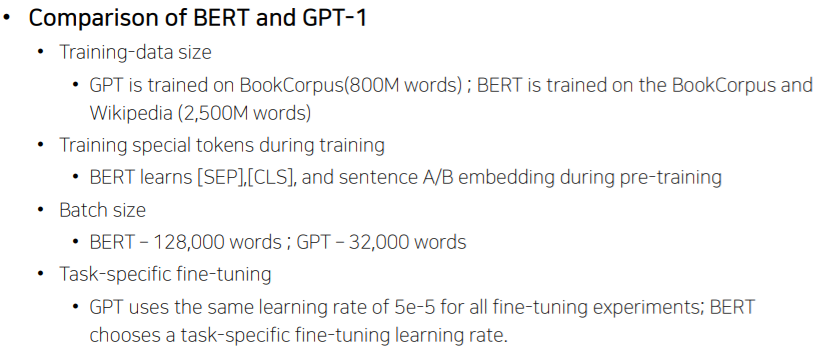 • Comparison of BERT and GPT-1
• Training-data size
• GPT is trained on BookCorpus(800M words) ; BERT is trained on the BookCorpus and
Wikipedia (2,500M words)
• Training special tokens during training
• BERT learns [SEP],[CLS], and sentence A/B embedding during pre-training
• Batch size
• BERT – 128,000 words ; GPT – 32,000 words
• Task-specific fine-tuning
• GPT uses the same learning rate of 5e-5 for all fine-tuning experiments; BERT
chooses a task-specific fine-tuning learning rate.